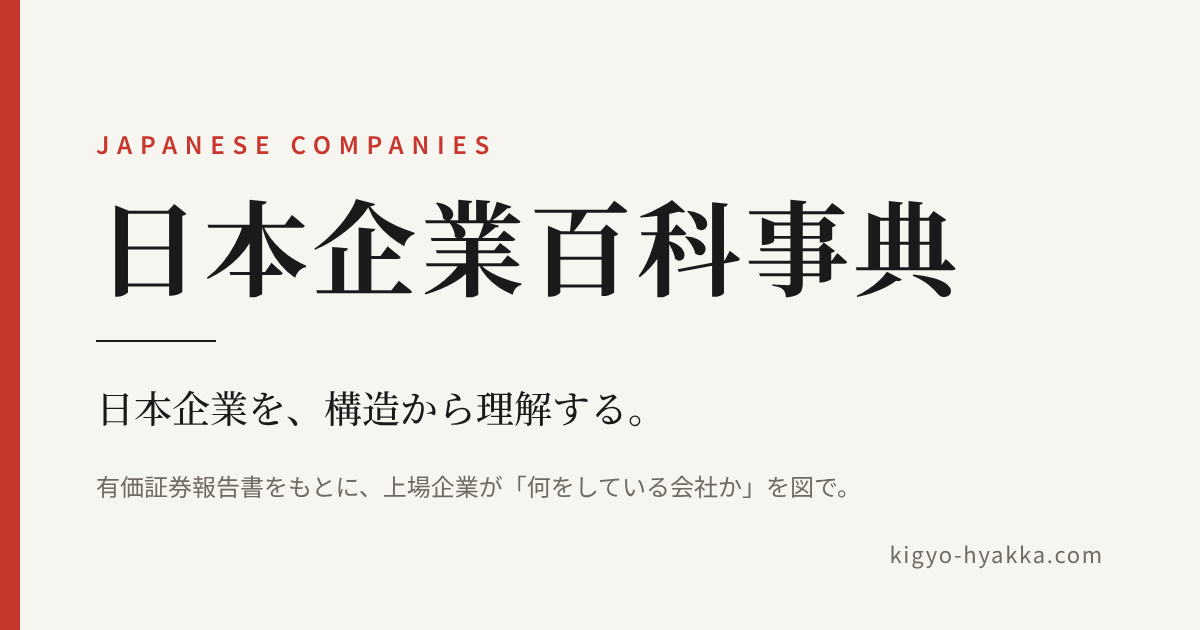 JAPANESE COMPANIES
日本企業百科事典
日本企業を、構造から理解する。
有価証券報告書をもとに、上場企業が「何をしている会社か」を図で。
kigyo-hyakka.com